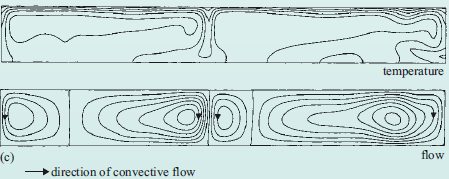 temperature
flow
(c)
direction of convective flow